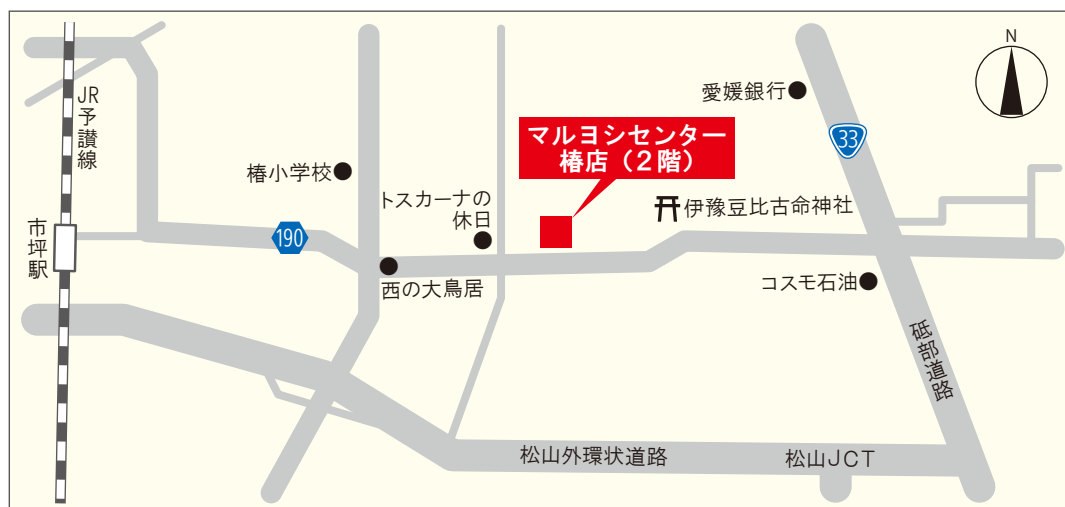 N
JR予讃線
愛媛銀行
33
マルヨシセンター
椿店（2階）
椿小学校
トスカーナの
休日
伊豫豆比古命神社
市坪駅
190
西の大鳥居
コスモ石油
砥部道路
松山外環状道路
松山JCT